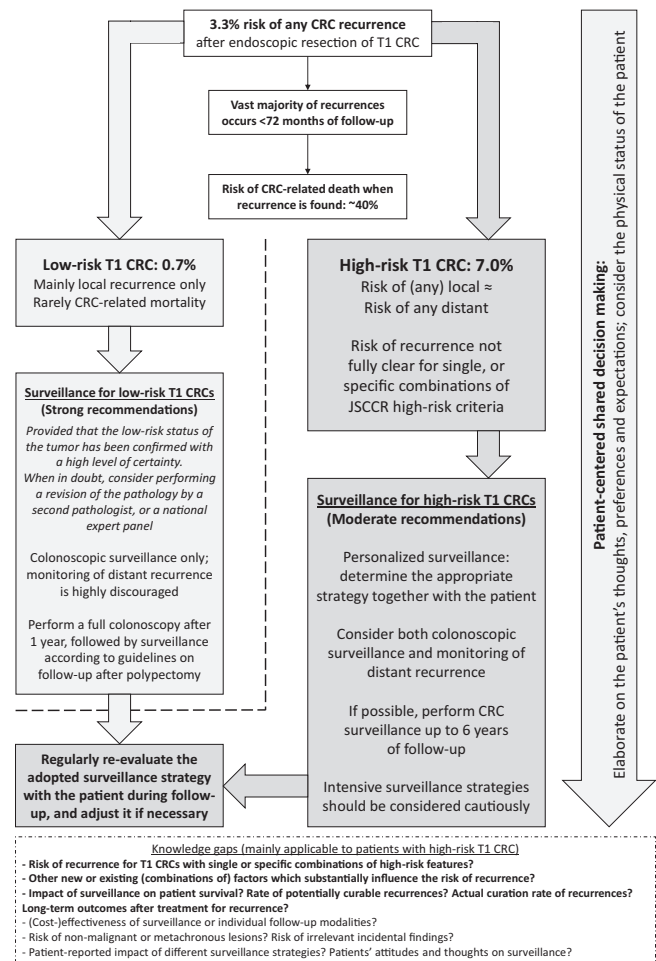 3.3% risk of any CRC recurrence
after endoscopic resection of T1 CRC
Vast majority of recurrences
occurs <72 months of follow-up
Risk of CRC-related death when
recurrence is found: ~40%
Low-risk T1 CRC: 0.7%
Mainly local recurrence only
Rarely CRC-related mortality
Surveillance for low-risk T1 CRCs
(Strong recommendations)
Provided that the low-risk status of
the tumor has been confirmed with
a high level of certainty.
When in doubt, consider performing
a revision of the pathology by a
second pathologist, or a national
expert panel
Colonoscopic surveillance only;
monitoring of distant recurrence
is highly discouraged
Perform a full colonoscopy after
1 year, followed by surveillance
according to guidelines on
follow-up after polypectomy
High-risk T1 CRC: 7.0%
Risk of (any) local ≈
Risk of any distant
Risk of recurrence not
fully clear for single, or
specific combinations of
JSCCR high-risk criteria
Surveillance for high-risk T1 CRCs
(Moderate recommendations)
Personalized surveillance:
determine the appropriate
strategy together with the patient
Consider both colonoscopic
surveillance and monitoring of
distant recurrence
If possible, perform CRC
surveillance up to 6 years
of follow-up
Intensive surveillance strategies
should be considered cautiously
Regularly re-evaluate the
adopted surveillance strategy
with the patient during follow-
up, and adjust it if necessary
Patient-centered shared decision making:
Elaborate on the patient's thoughts, preferences and expectations; consider the physical status of the patient
Knowledge gaps (mainly applicable to patients with high-risk T1 CRC)
- Risk of recurrence for T1 CRCs with single or specific combinations of high-risk features?
- Other new or existing (combinations of) factors which substantially influence the risk of recurrence?
- Impact of surveillance on patient survival? Rate of potentially curable recurrences? Actual curation rate of recurrences?
Long-term outcomes after treatment for recurrence?
- (Cost-)effectiveness of surveillance or individual follow-up modalities?
- Risk of non-malignant or metachronous lesions? Risk of irrelevant incidental findings?
- Patient-reported impact of different surveillance strategies? Patients' attitudes and thoughts on surveillance?